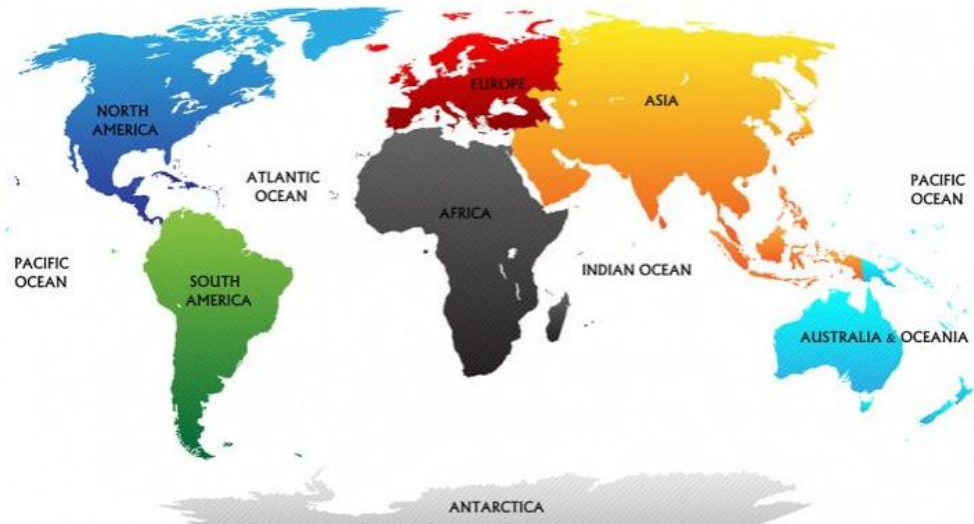 EUROPE
ASIA
NORTH
AMERICA
ATLANTIC
OCEAN
PACIFIC
OCEAN
AFRICA
PACIFIC
OCEAN
INDIAN OCEAN
SOUTH
AMERICA
AUSTRALIA & OCEANIA
ANTARCTICA